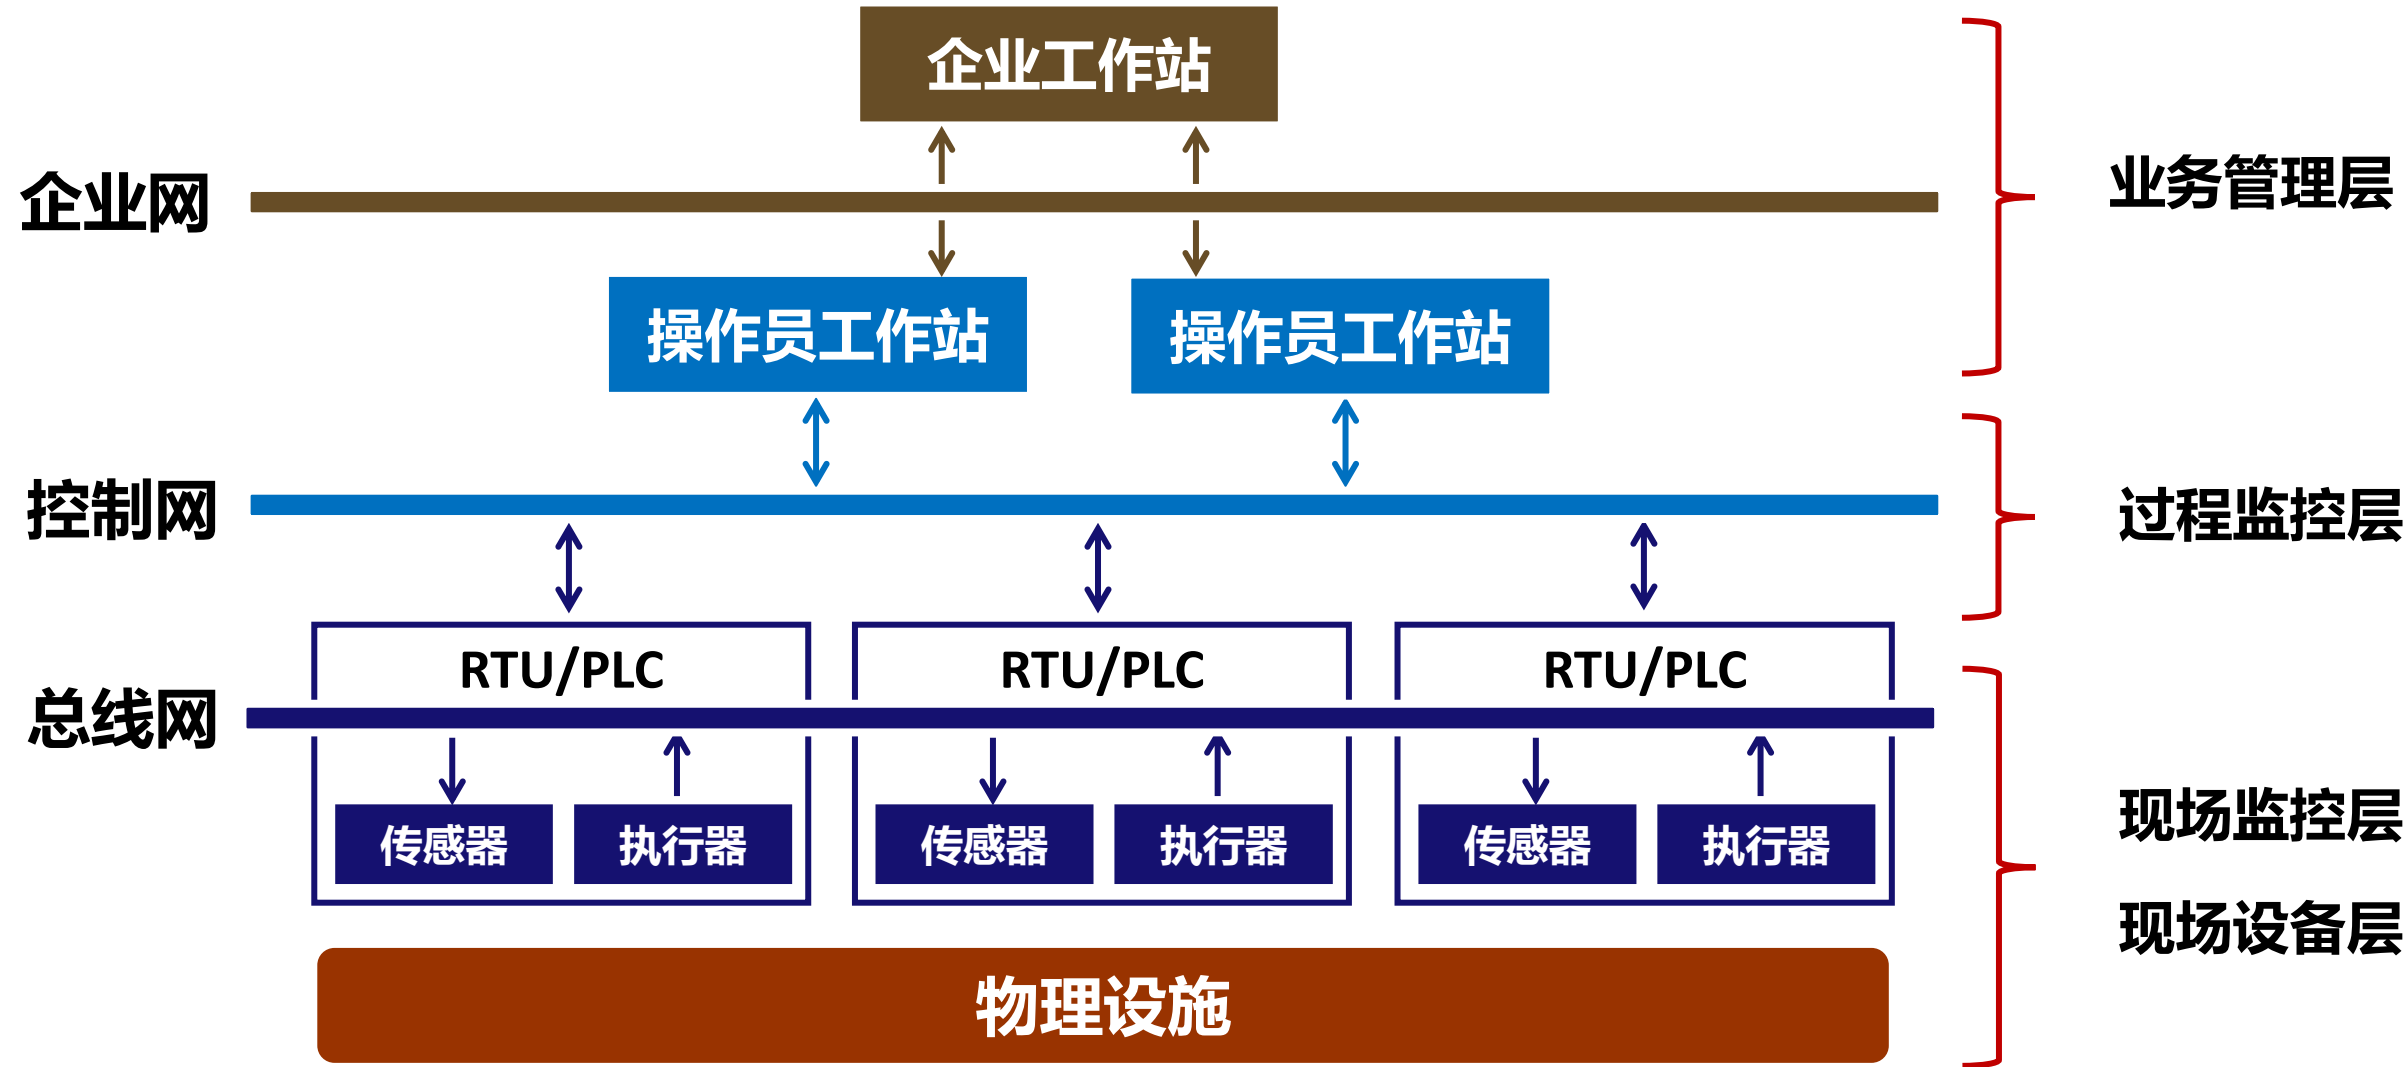 企业工作站
企业网
业务管理层
操作员工作站
操作员工作站
控制网
过程监控层
RTU/PLC
RTU/PLC
RTU/PLC
总线网
现场监控层
传感器
执行器
传感器
执行器
传感器
执行器
现场设备层
物理设施